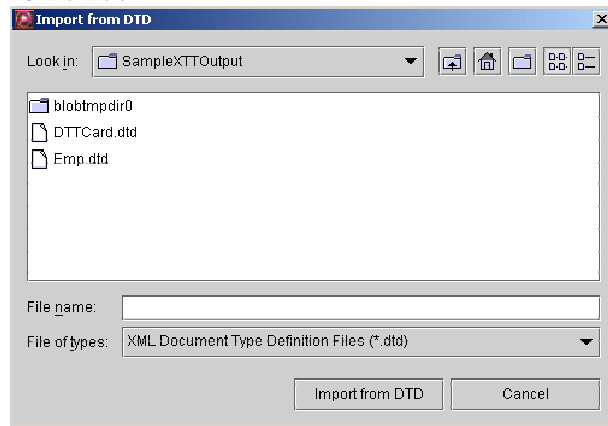 Import from DTD
Look in: SampleXTTOutput
blobtmpdir0
DTTCard.dtd
Emp.dtd
File name:
File of types: XML Document Type Definition Files (*.dtd)
Import from DTD Cancel